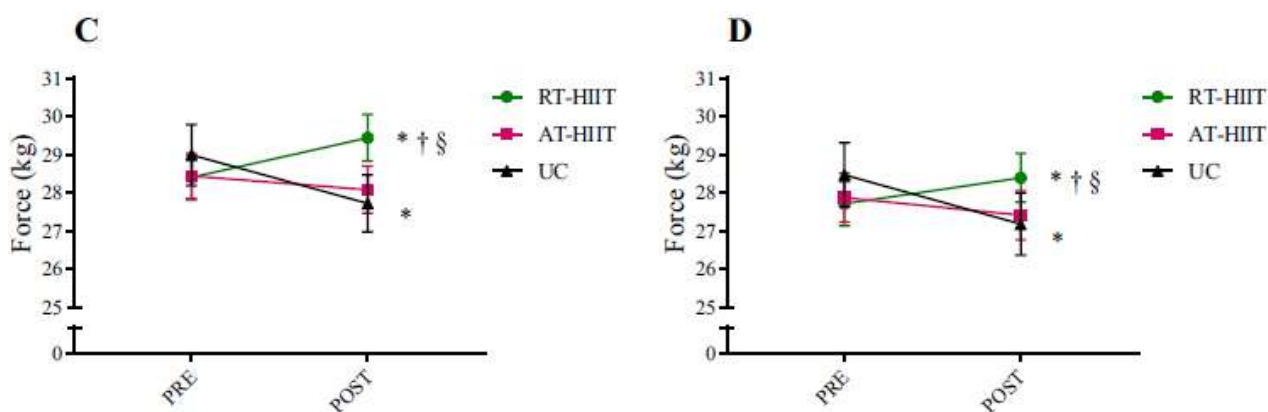 C
31
30
29
28
27
26
25
0
Force (kg)
PRE
POST
* † §
*
RT-HIIT
AT-HIIT
UC
D
31
30
29
28
27
26
25
0
Force (kg)
PRE
POST
* † §
*
RT-HIIT
AT-HIIT
UC